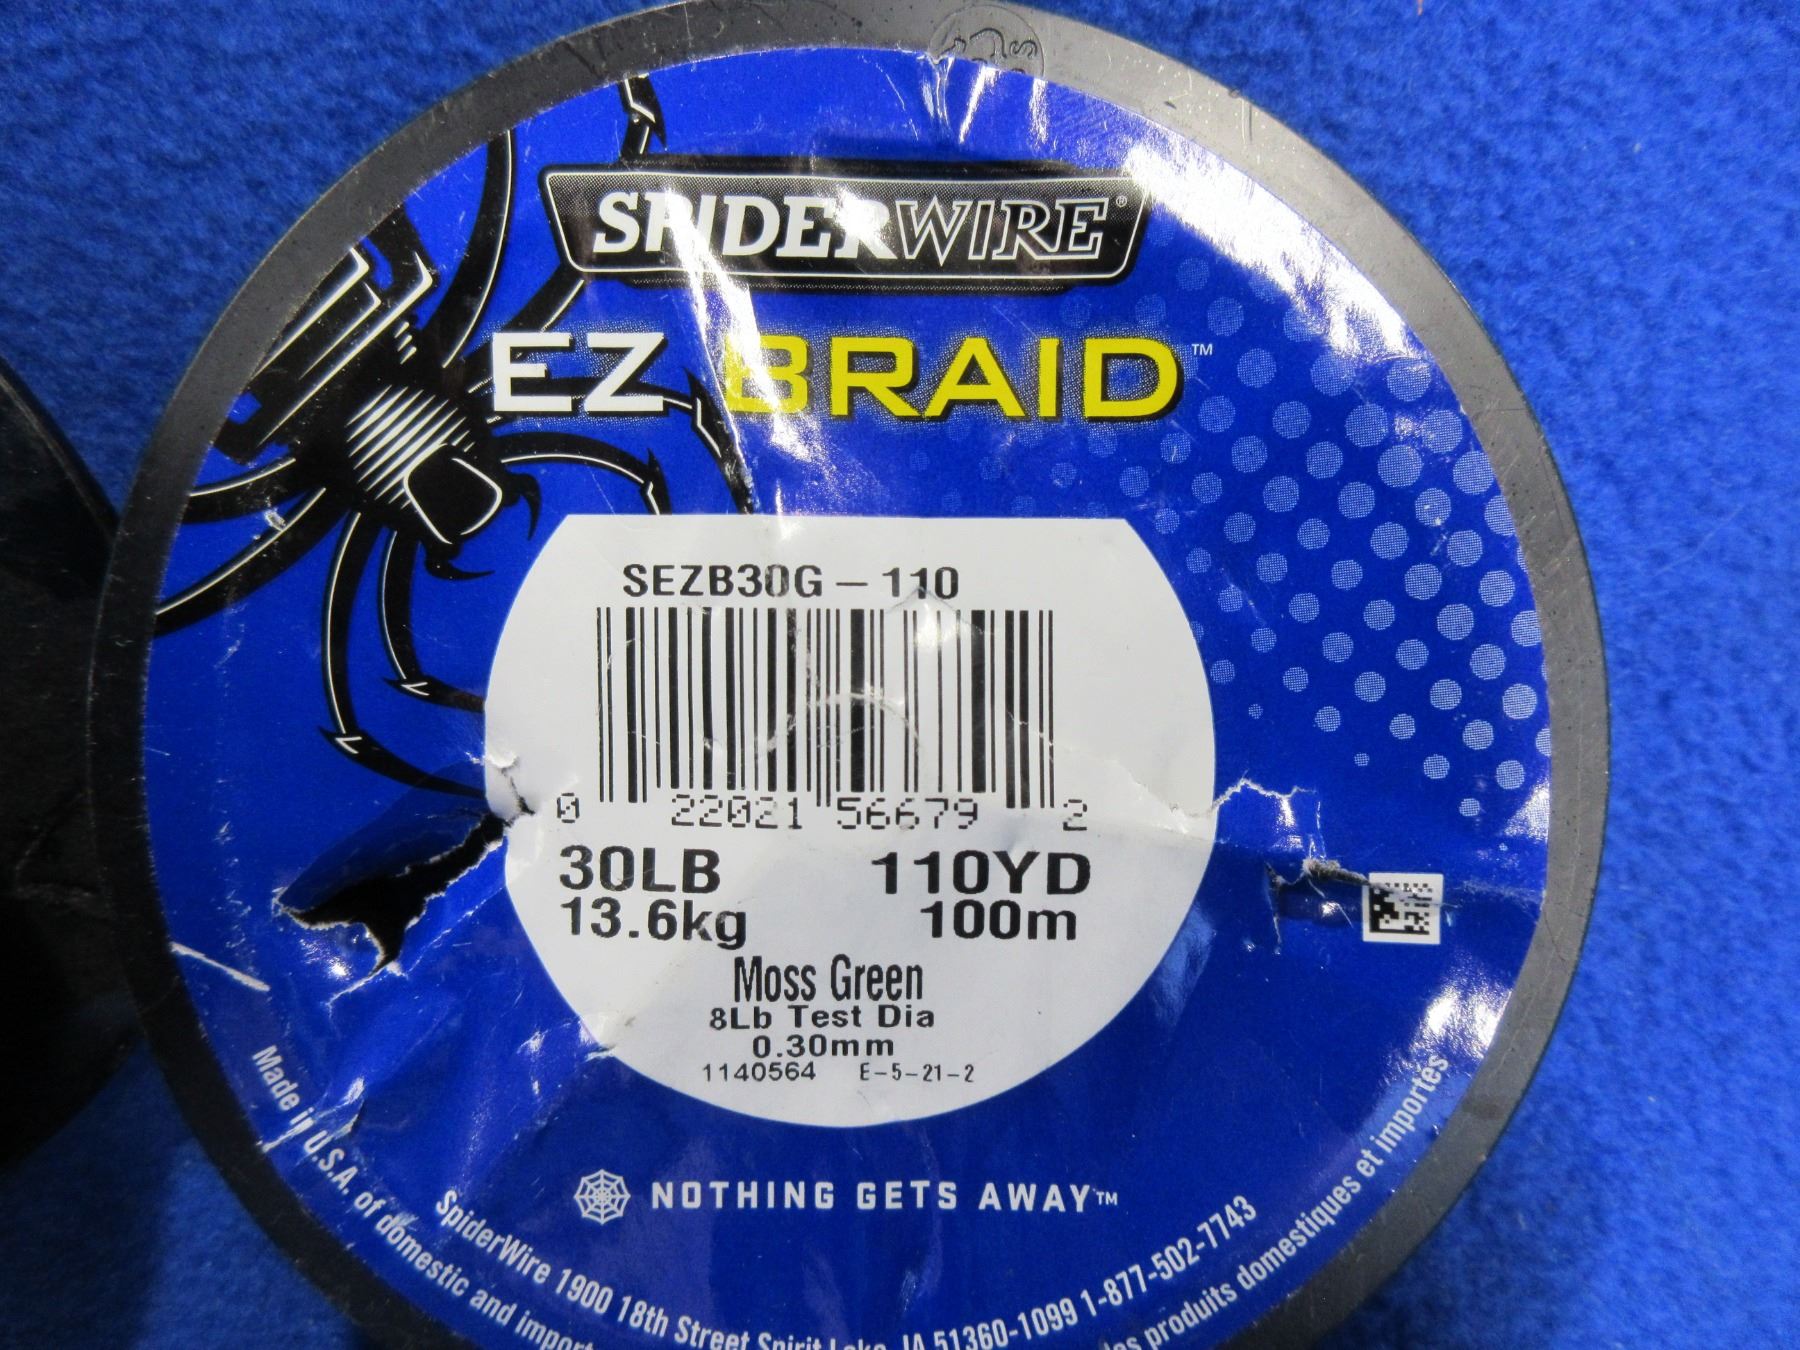 SPIDERWIRE®
EZ BRAID™
SEZB30G – 110
0 22021 56679 2
30LB 110YD
13.6kg 100m
Moss Green
8Lb Test Dia
0.30mm
1140564 E-5-21-2
NOTHING GETS AWAY™
SpiderWire 1900 18th Street Spirit Lake, IA 51360-1099 1-877-502-7743
Made in U.S.A. of domestic and
produits domestiques et importés